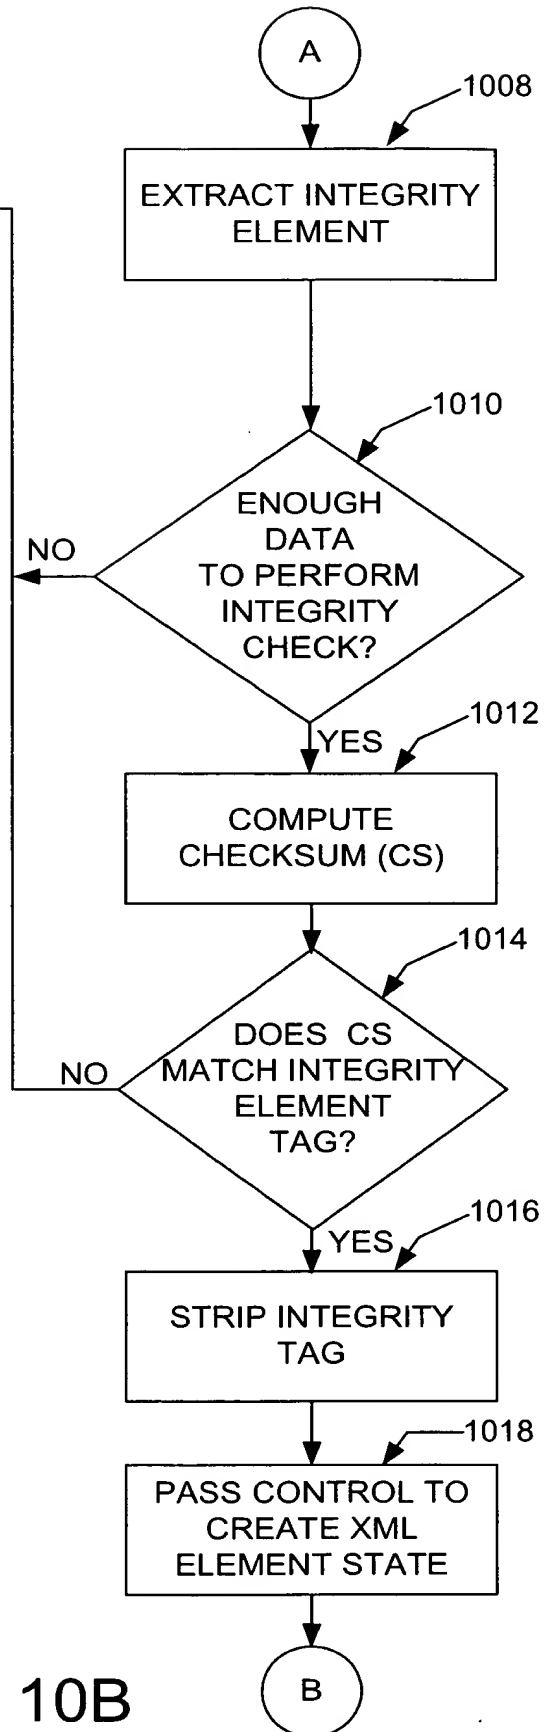 A
1008
EXTRACT INTEGRITY
ELEMENT
1010
ENOUGH
DATA
TO PERFORM
INTEGRITY
CHECK?
NO
1012
YES
COMPUTE
CHECKSUM (CS)
1014
DOES CS
MATCH INTEGRITY
ELEMENT
TAG?
NO
1016
YES
STRIP INTEGRITY
TAG
1018
PASS CONTROL TO
CREATE XML
ELEMENT STATE
B
10B